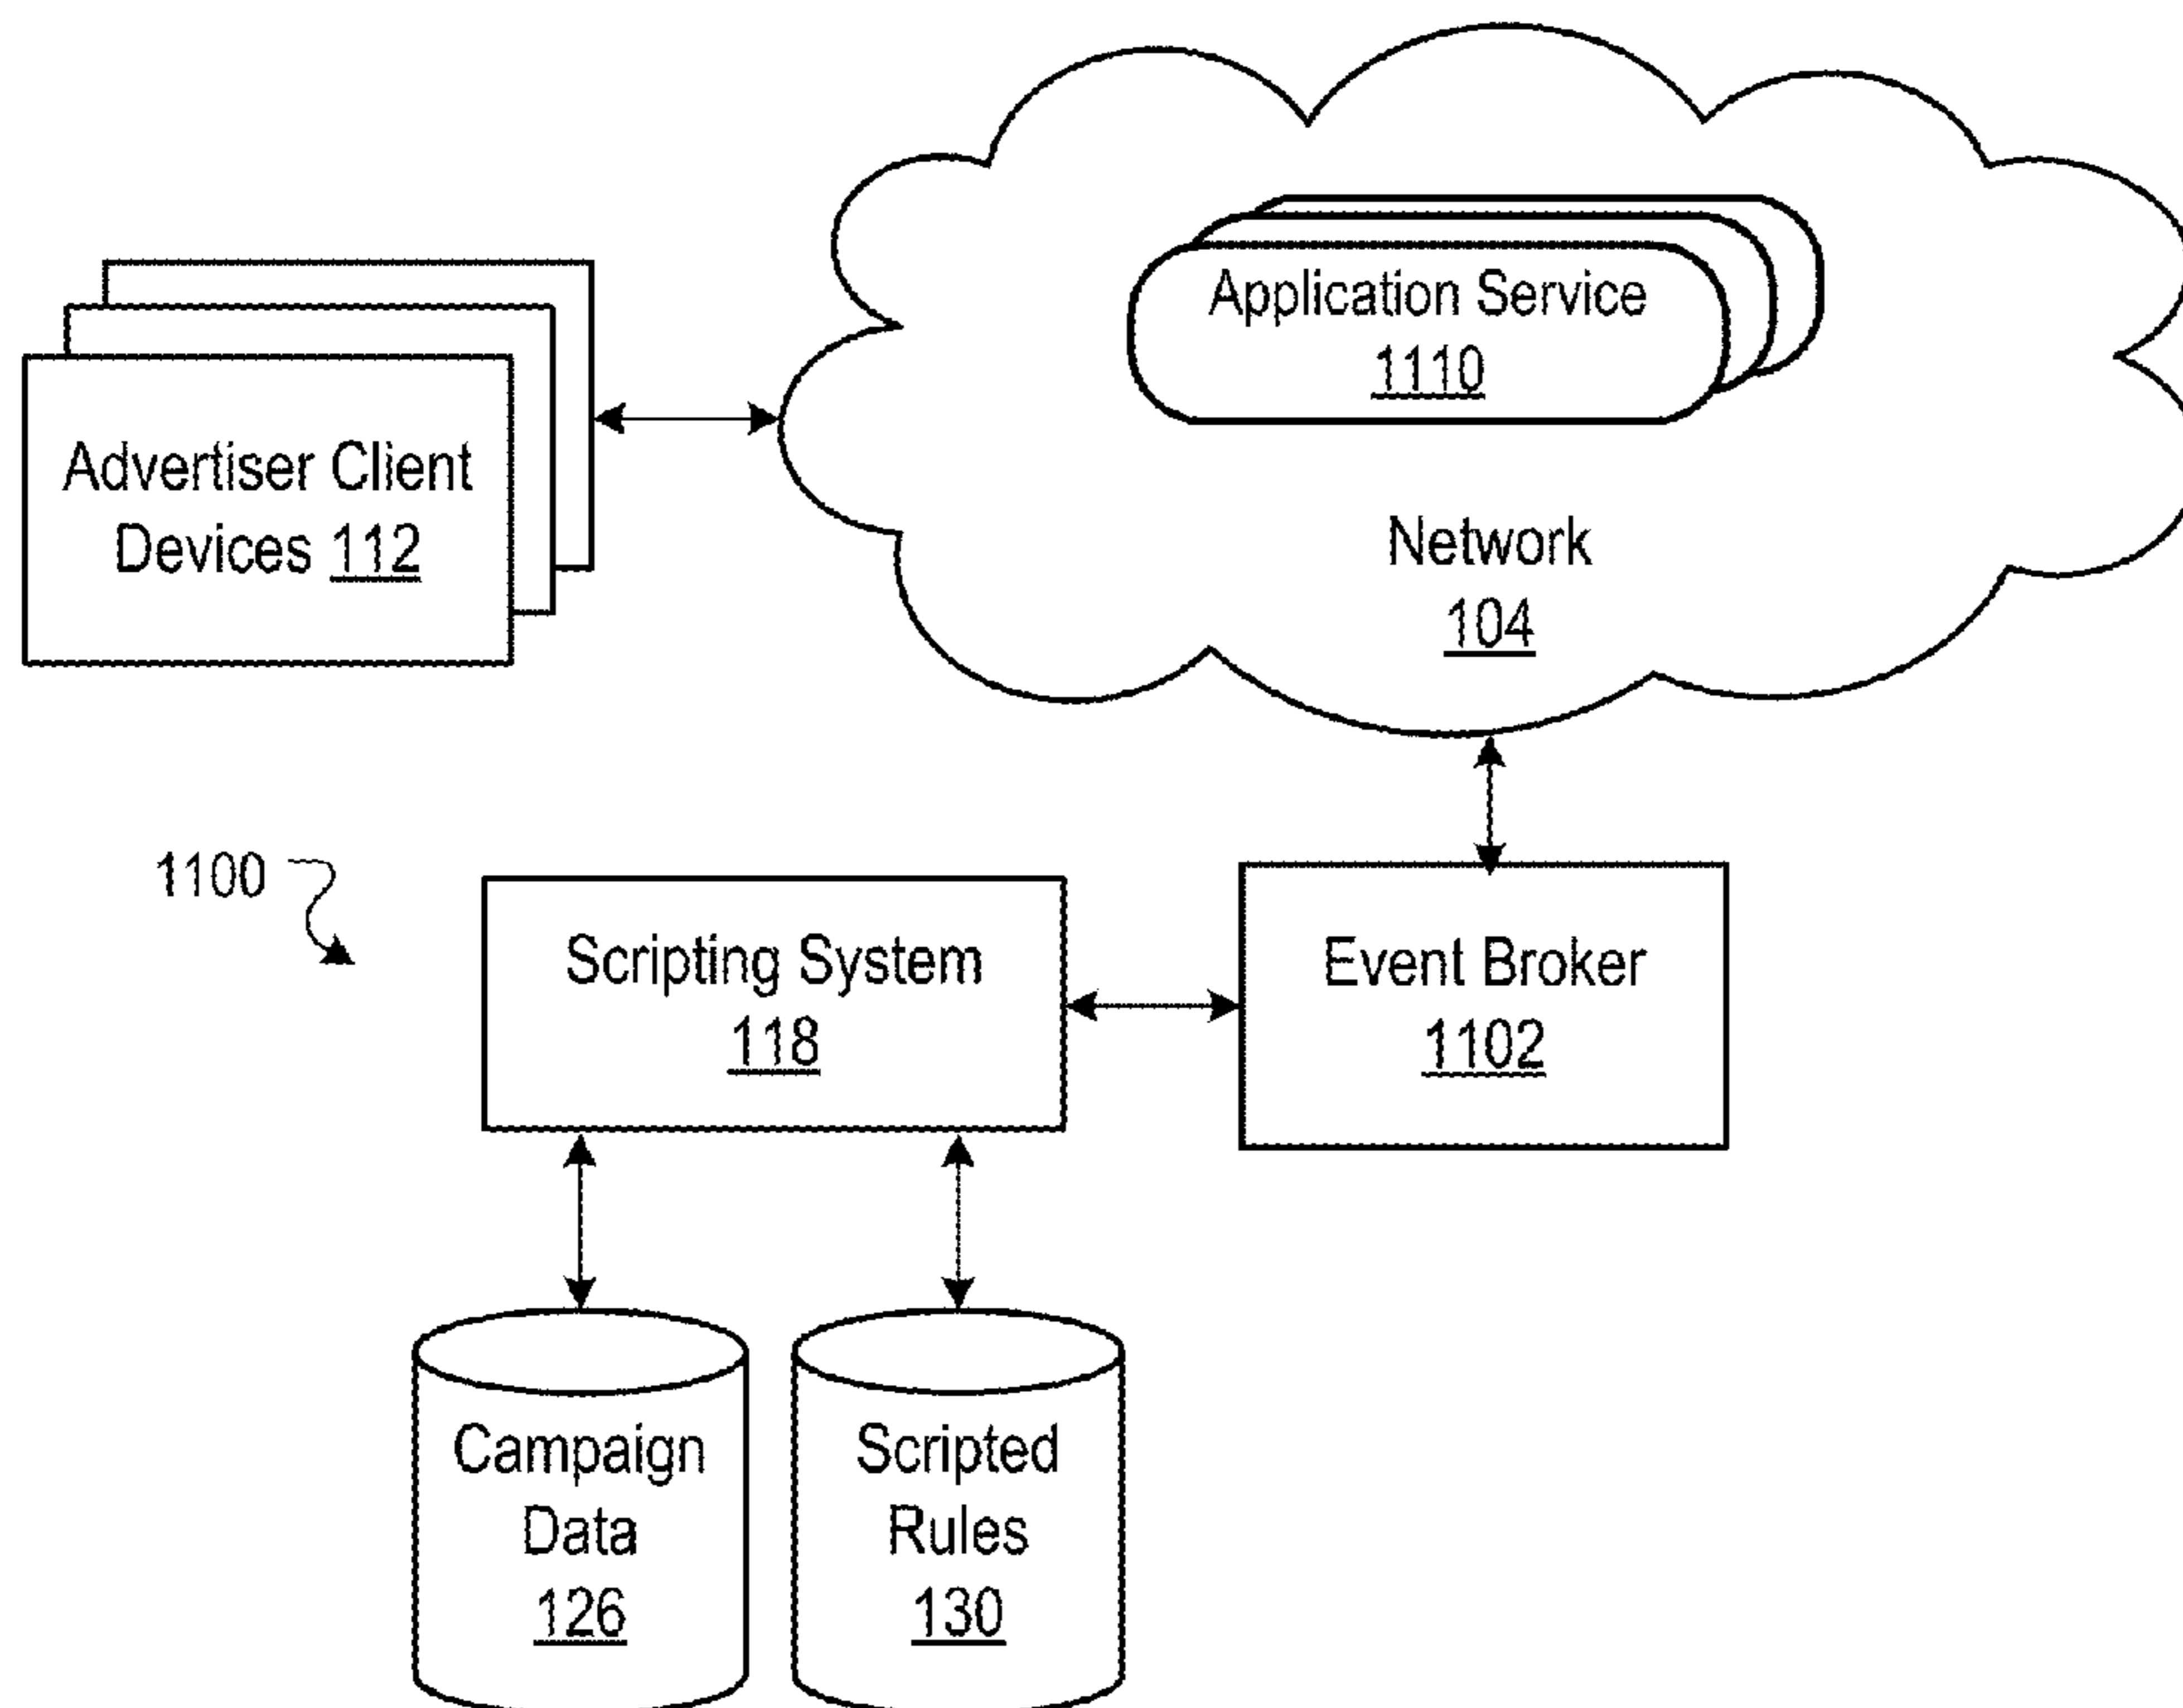 Application Service
1110
Advertiser Client
Devices 112
Network
104
1100
Scripting System
118
Event Broker
1102
Campaign
Data
126
Scripted
Rules
130